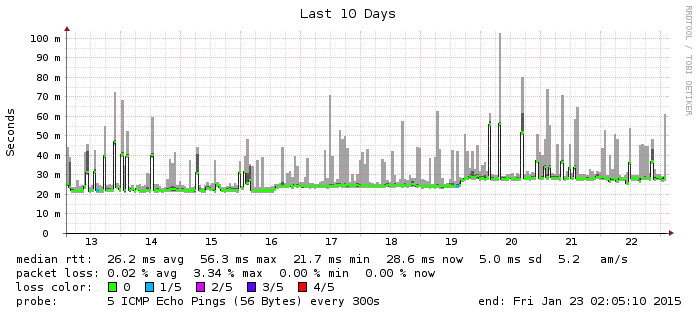 Last 10 Days
RRDTOOL / TOBI OETIKER
Seconds
100 m
90 m
80 m
70 m
60 m
50 m
40 m
30 m
20 m
10 m
0
13 14 15 16 17 18 19 20 21 22
median rtt: 26.2 ms avg 56.3 ms max 21.7 ms min 28.6 ms now 5.0 ms sd 5.2 am/s
packet loss: 0.02 % avg 3.34 % max 0.00 % min 0.00 % now
loss color: 0 1/5 2/5 3/5 4/5
probe: 5 ICMP Echo Pings (56 Bytes) every 300s end: Fri Jan 23 02:05:10 2015